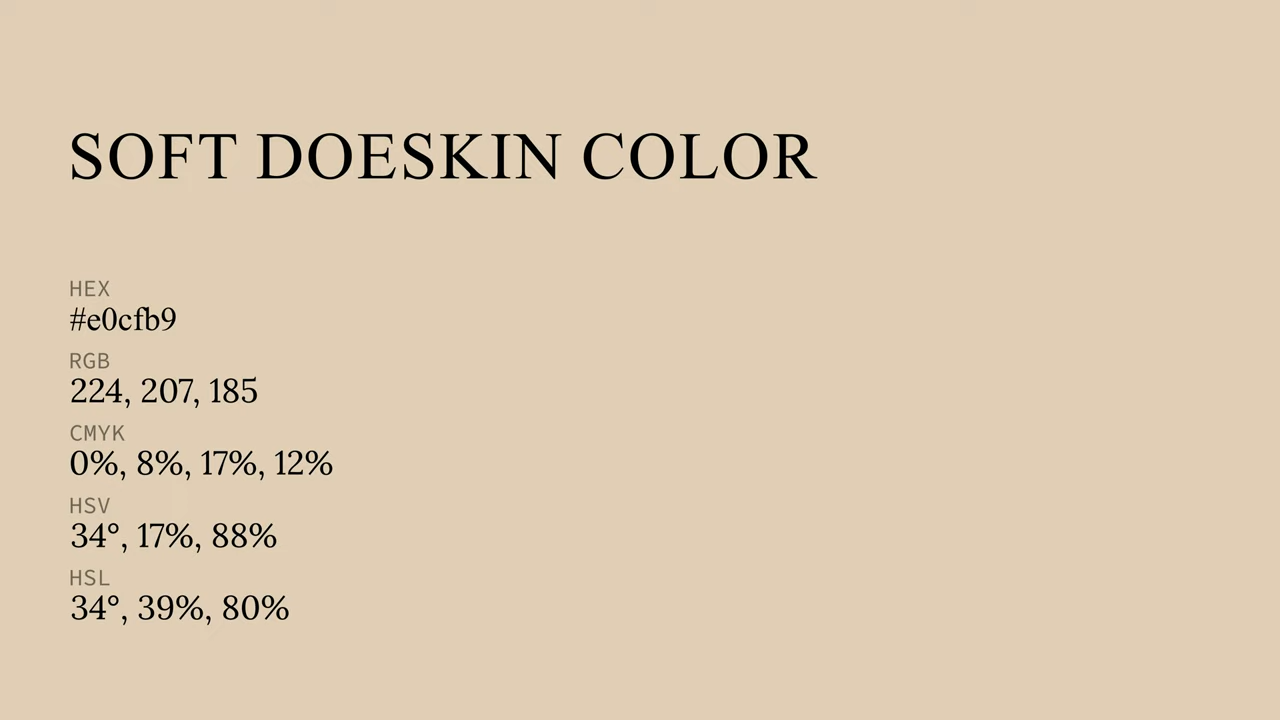 SOFT DOESKIN COLOR
HEX
#e0cfb9
RGB
224, 207, 185
CMYK
0%, 8%, 17%, 12%
HSV
34°, 17%, 88%
HSL
34°, 39%, 80%